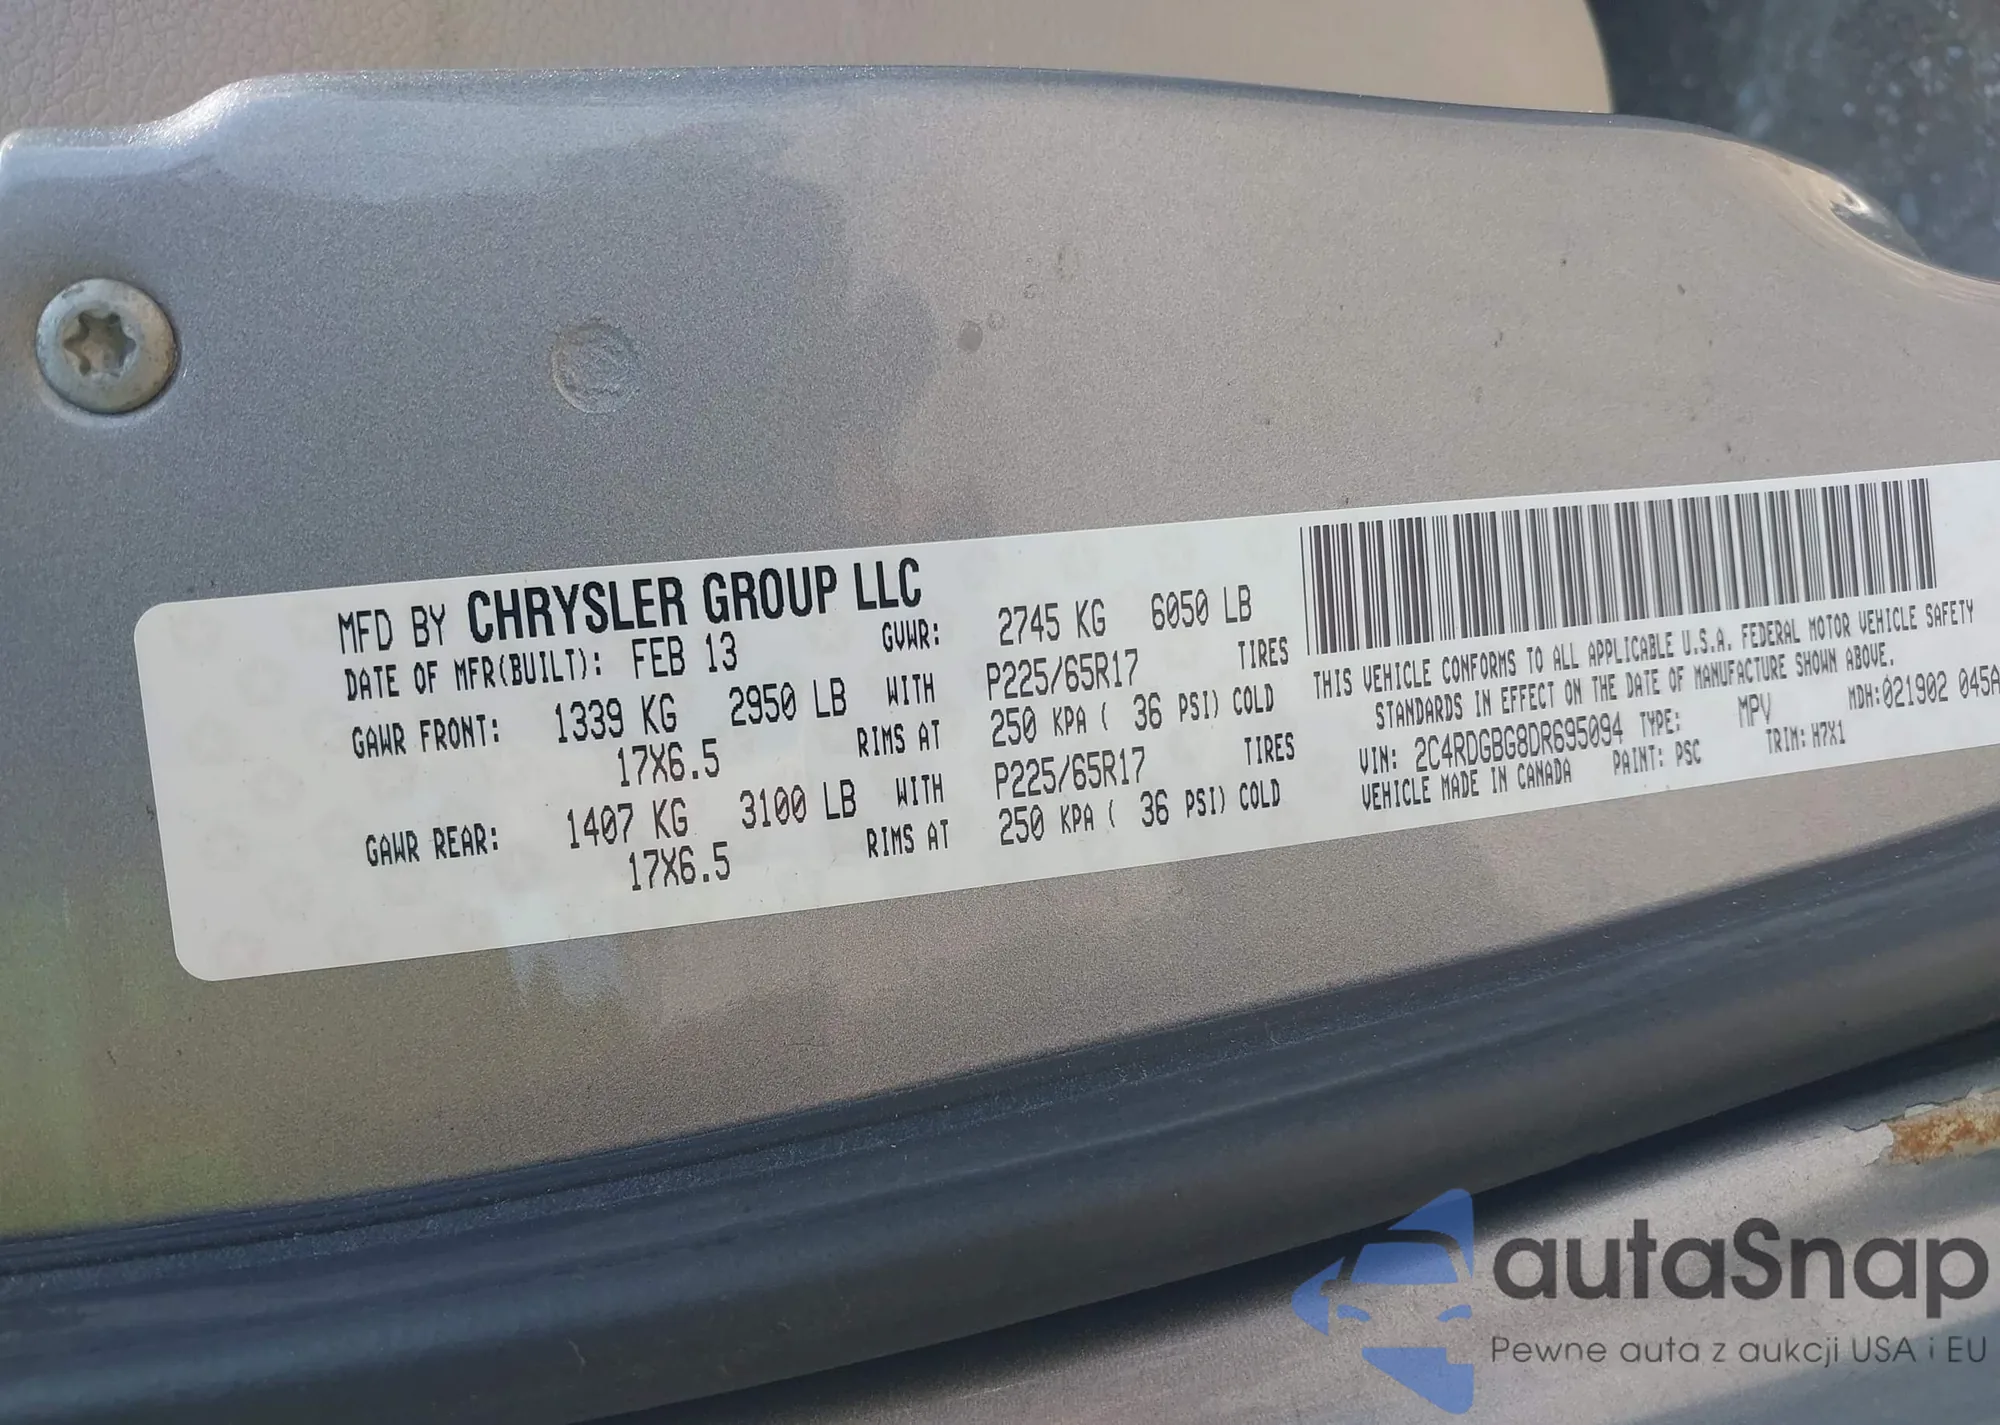 MFD BY CHRYSLER GROUP LLC
DATE OF MFR(BUILT): FEB 13 GVWR: 2745 KG 6050 LB
GAWR FRONT: 1339 KG 2950 LB WITH P225/65R17 TIRES
17X6.5 RIMS AT 250 KPA ( 36 PSI) COLD
GAWR REAR: 1407 KG 3100 LB WITH P225/65R17 TIRES
17X6.5 RIMS AT 250 KPA ( 36 PSI) COLD
THIS VEHICLE CONFORMS TO ALL APPLICABLE U.S.A. FEDERAL MOTOR VEHICLE SAFETY
STANDARDS IN EFFECT ON THE DATE OF MANUFACTURE SHOWN ABOVE.
VIN: 2C4RDGBG8DR695094 TYPE: MPV MDH:021902 045A
VEHICLE MADE IN CANADA PAINT: PSC TRIM: H7X1
autaSnap
Pewne auta z aukcji USA i EU